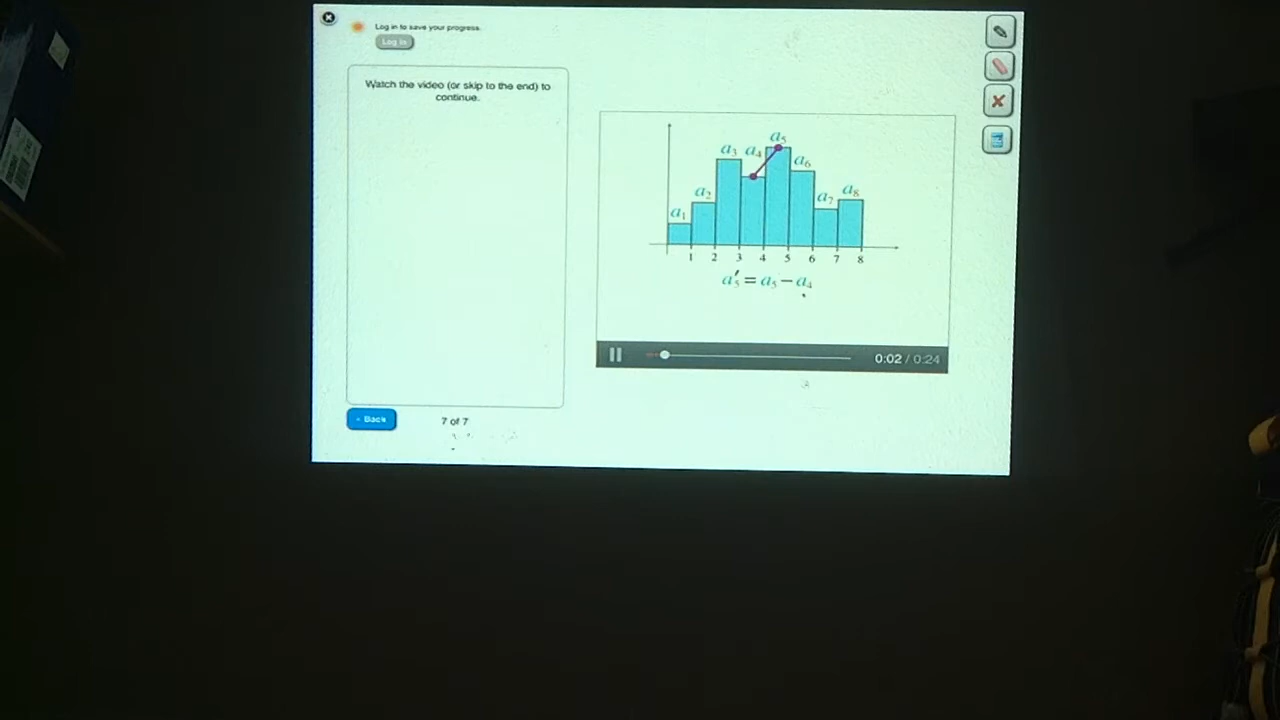 Log in to save your progress.
Log in
Watch the video (or skip to the end) to
continue.
a₁ a₂ a₃ a₄ a₅ a₆ a₇ a₈
1 2 3 4 5 6 7 8
a′₅ = a₅ − a₄
0:02 / 0:24
< Back
7 of 7